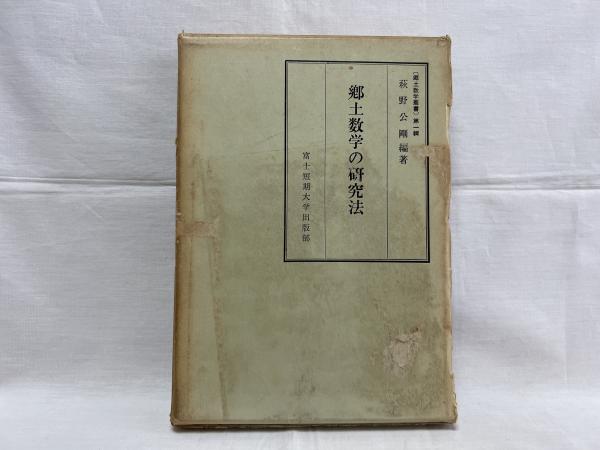 〔郷土数学叢書〕第一輯
萩野公剛編著
郷土数学の研究法
富士短期大学出版部